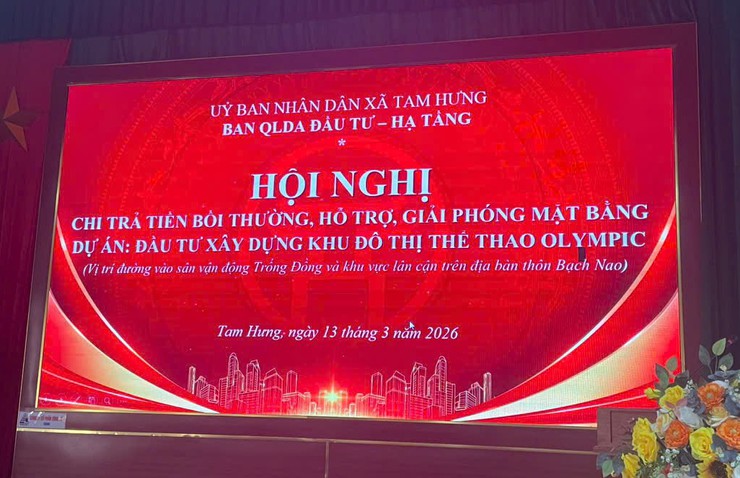 UỶ BAN NHÂN DÂN XÃ TAM HƯNG
BAN QLDA ĐẦU TƯ – HẠ TẦNG
*
HỘI NGHỊ
CHI TRẢ TIỀN BỒI THƯỜNG, HỖ TRỢ, GIẢI PHÓNG MẶT BẰNG
DỰ ÁN: ĐẦU TƯ XÂY DỰNG KHU ĐÔ THỊ THỂ THAO OLYMPIC
(Vị trí đường vào sân vận động Trống Đồng và khu vực lân cận trên địa bàn thôn Bạch Nao)
Tam Hưng, ngày 13 tháng 3 năm 2026